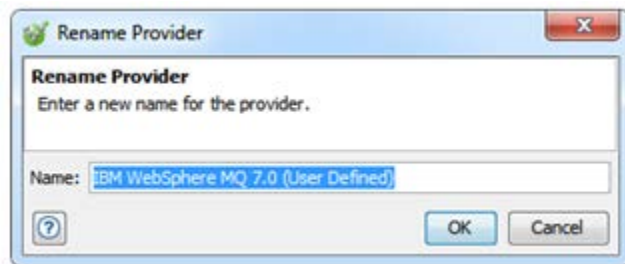 Rename Provider
Rename Provider
Enter a new name for the provider.
Name: IBM WebSphere MQ 7.0 (User Defined)
? OK Cancel